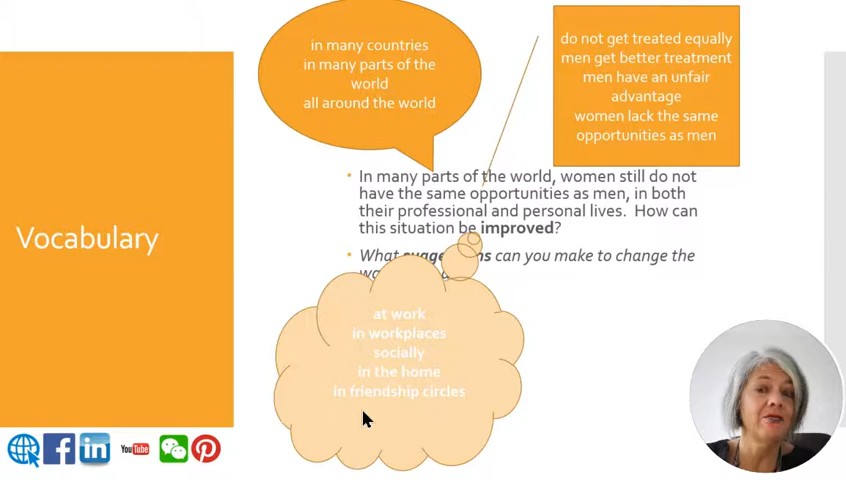 in many countries
in many parts of the
world
all around the world
do not get treated equally
men get better treatment
men have an unfair
advantage
women lack the same
opportunities as men
In many parts of the world, women still do not
have the same opportunities as men, in both
their professional and personal lives. How can
this situation be improved?
What suggestions can you make to change the
Vocabulary
at work
in workplaces
socially
in the home
in friendship circles
in
You Tube